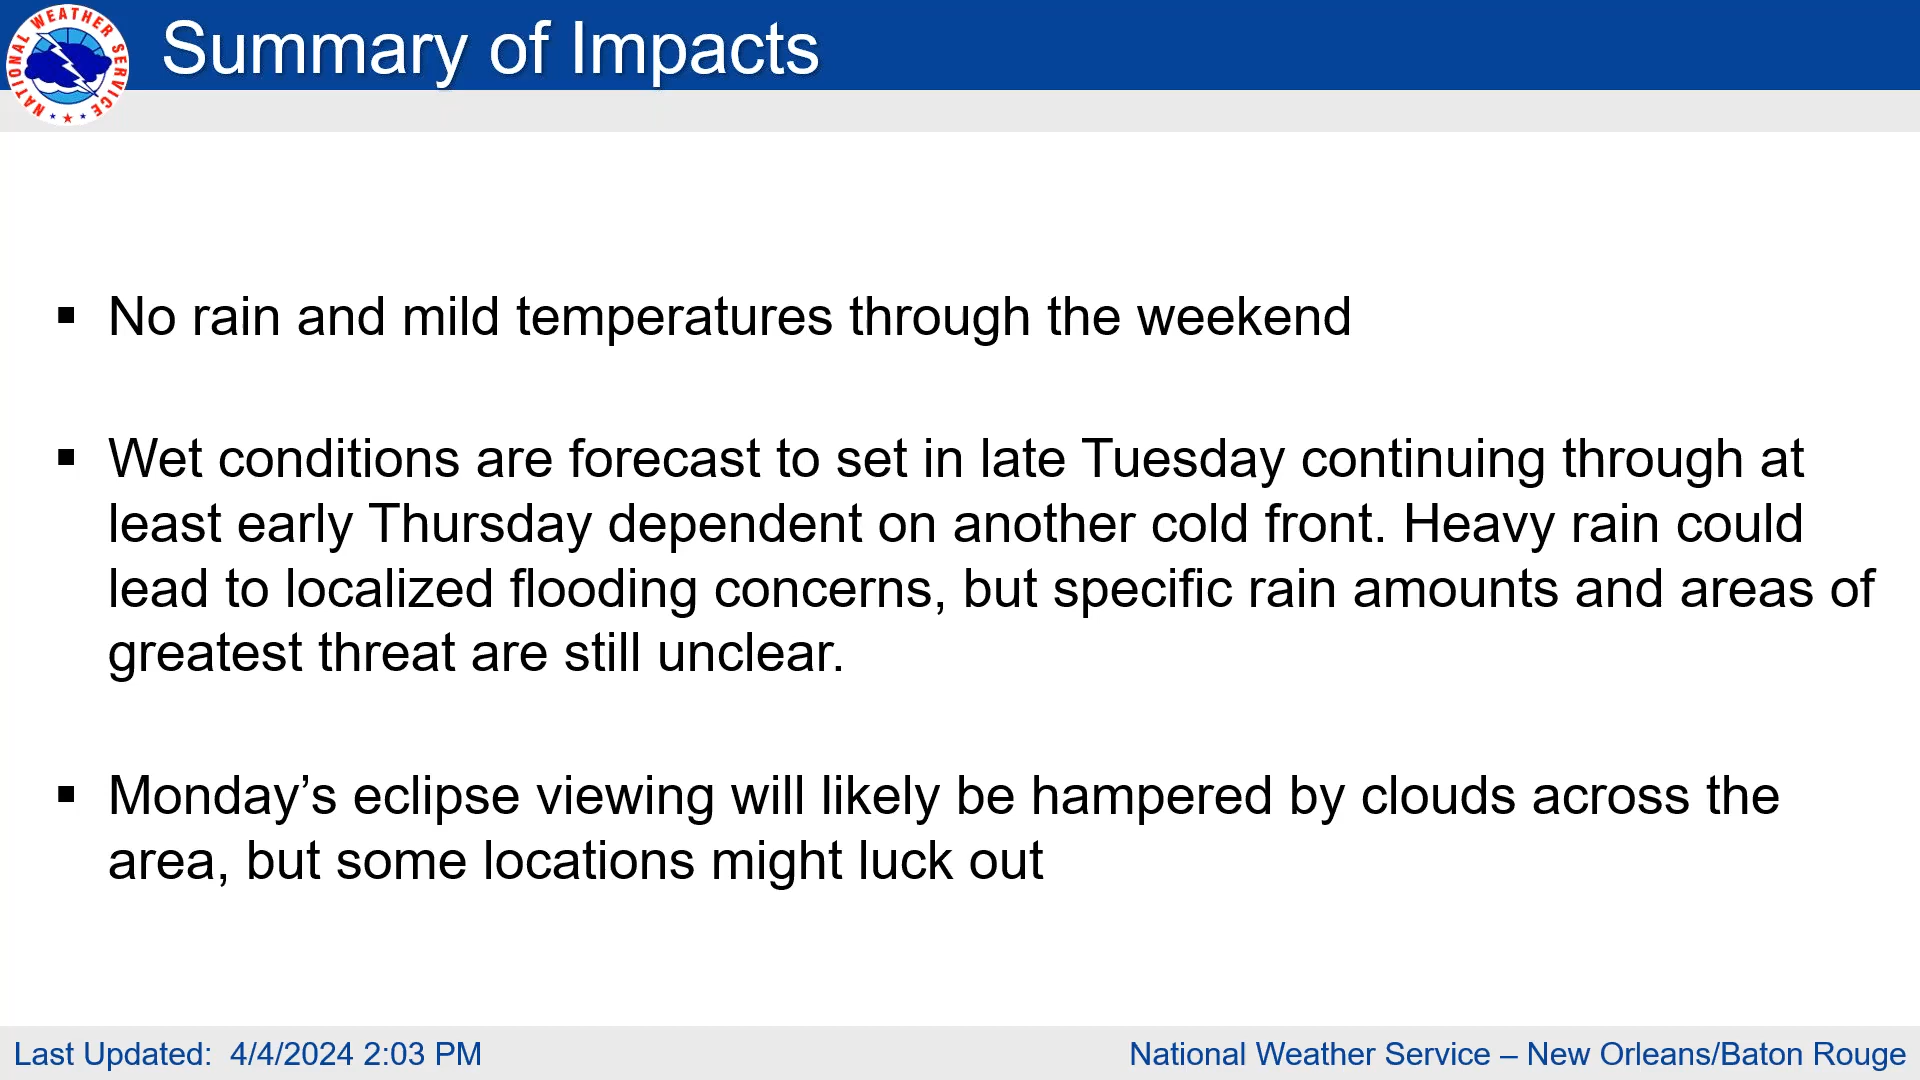 NATIONAL WEATHER SERVICE
Summary of Impacts
▪ No rain and mild temperatures through the weekend
▪ Wet conditions are forecast to set in late Tuesday continuing through at
least early Thursday dependent on another cold front. Heavy rain could
lead to localized flooding concerns, but specific rain amounts and areas of
greatest threat are still unclear.
▪ Monday’s eclipse viewing will likely be hampered by clouds across the
area, but some locations might luck out
Last Updated:  4/4/2024 2:03 PM
National Weather Service – New Orleans/Baton Rouge